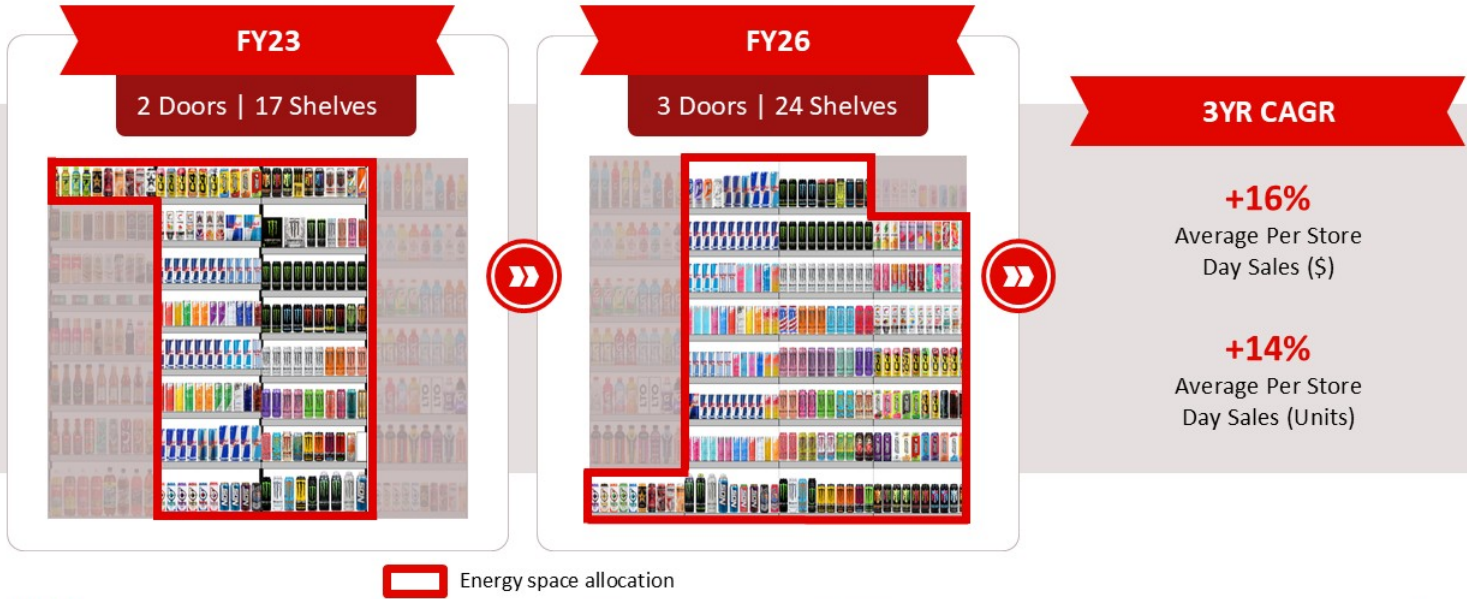 FY23
2 Doors | 17 Shelves
FY26
3 Doors | 24 Shelves
3YR CAGR
+16%
Average Per Store
Day Sales ($)
+14%
Average Per Store
Day Sales (Units)
Energy space allocation